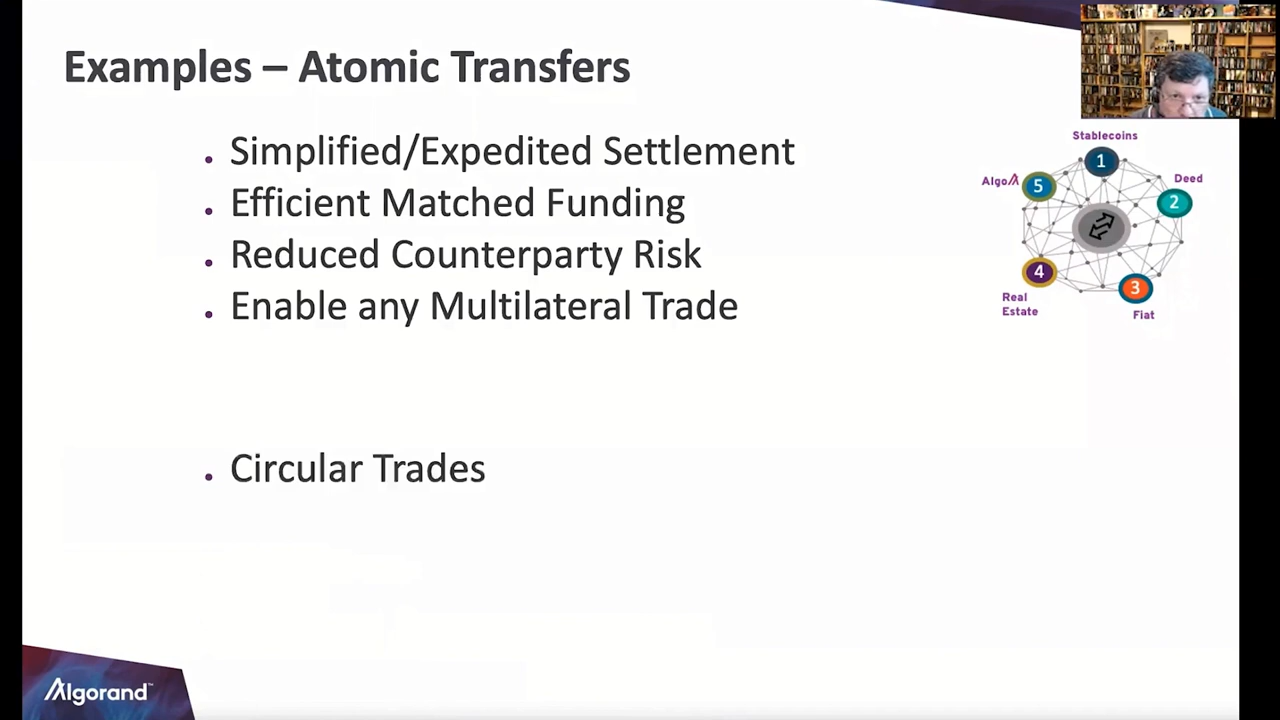 Examples – Atomic Transfers
Simplified/Expedited Settlement
Efficient Matched Funding
Reduced Counterparty Risk
Enable any Multilateral Trade
Circular Trades
Stablecoins
1
Algo
5
Deed
2
4
3
Real
Estate
Fiat
Algorand™